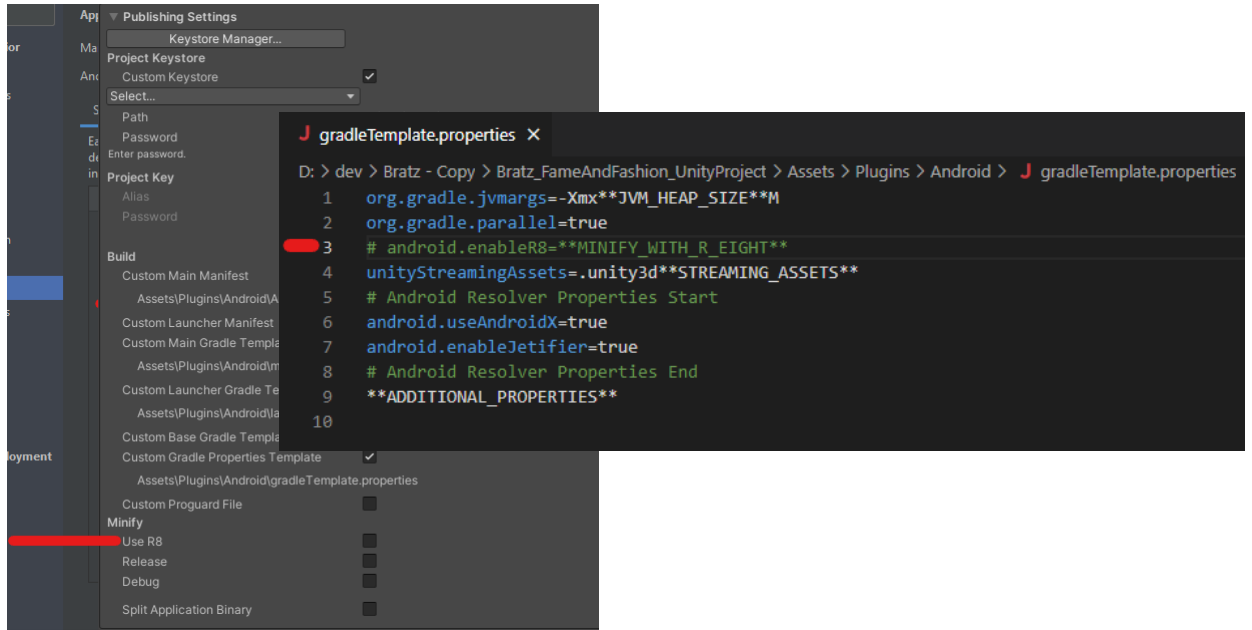 App
Publishing Settings
or
Keystore Manager...
Ma
Project Keystore
And
Custom Keystore
s
Select...
S
Path
Ea
Password
de
Enter password.
in
Project Key
Alias
Password
n
Build
Custom Main Manifest
Assets\Plugins\Android\A
s
Custom Launcher Manifest
Custom Main Gradle Templa
Assets\Plugins\Android\m
Custom Launcher Gradle Te
Assets\Plugins\Android\la
Custom Base Gradle Templa
loyment
Custom Gradle Properties Template
Assets\Plugins\Android\gradleTemplate.properties
Custom Proguard File
Minify
Use R8
Release
Debug
Split Application Binary
J gradleTemplate.properties ×
D: > dev > Bratz - Copy > Bratz_FameAndFashion_UnityProject > Assets > Plugins > Android > J gradleTemplate.properties
1 org.gradle.jvmargs=-Xmx**JVM_HEAP_SIZE**M
2 org.gradle.parallel=true
3 # android.enableR8=**MINIFY_WITH_R_EIGHT**
4 unityStreamingAssets=.unity3d**STREAMING_ASSETS**
5 # Android Resolver Properties Start
6 android.useAndroidX=true
7 android.enableJetifier=true
8 # Android Resolver Properties End
9 **ADDITIONAL_PROPERTIES**
10